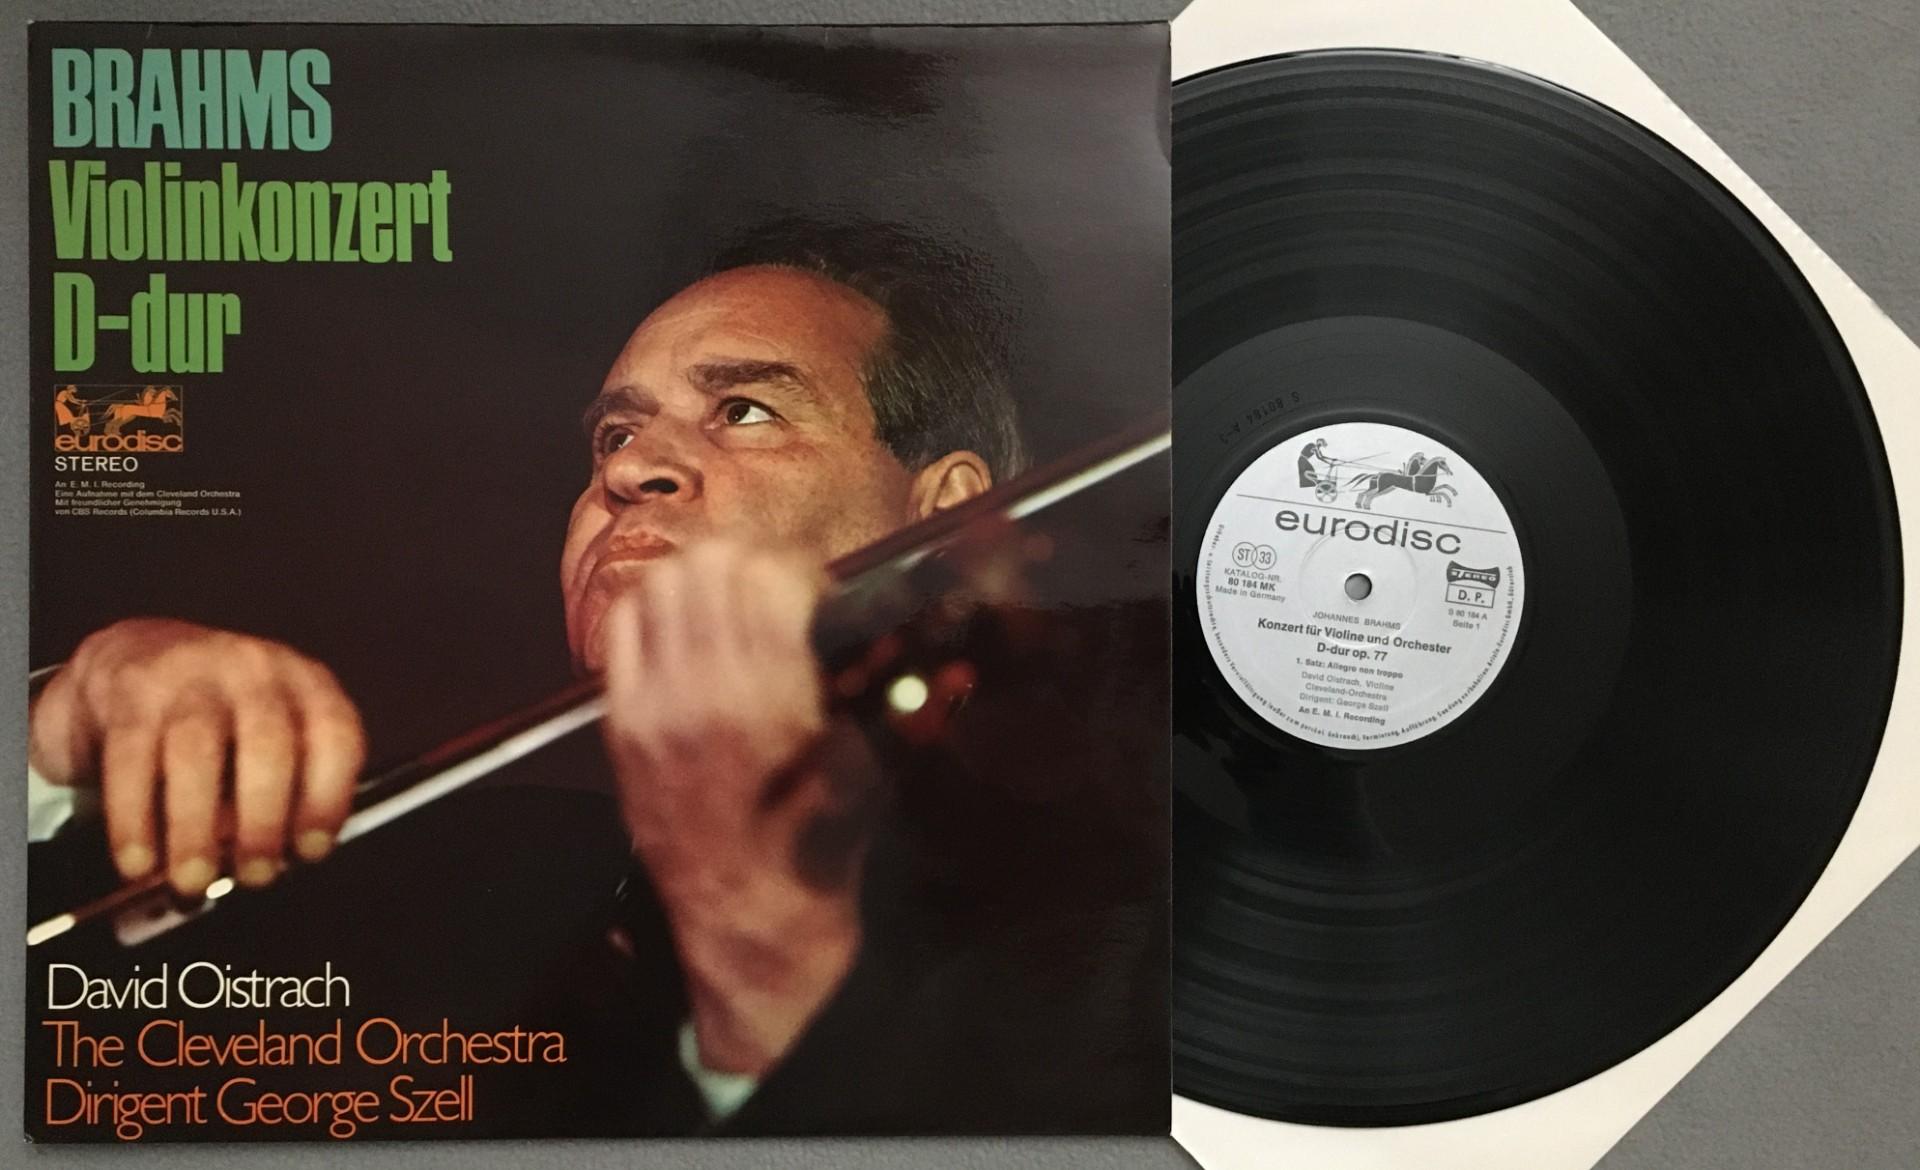 BRAHMS
Violinkonzert
D-dur
eurodisc
STEREO
An E. M. I. Recording
Eine Aufnahme mit dem Cleveland Orchestra
Mit freundlicher Genehmigung
von CBS Records (Columbia Records U.S.A.)
David Oistrach
The Cleveland Orchestra
Dirigent George Szell
S 80184 A-3
eurodisc
ST 33
KATALOG-NR.
80 184 MK
Made in Germany
STEREO
D. P.
S 80 184 A
Seite 1
JOHANNES BRAHMS
Konzert für Violine und Orchester
D-dur op. 77
1. Satz: Allegro non troppo
David Oistrach, Violine
Cleveland-Orchestra
Dirigent: George Szell
An E. M. I. Recording